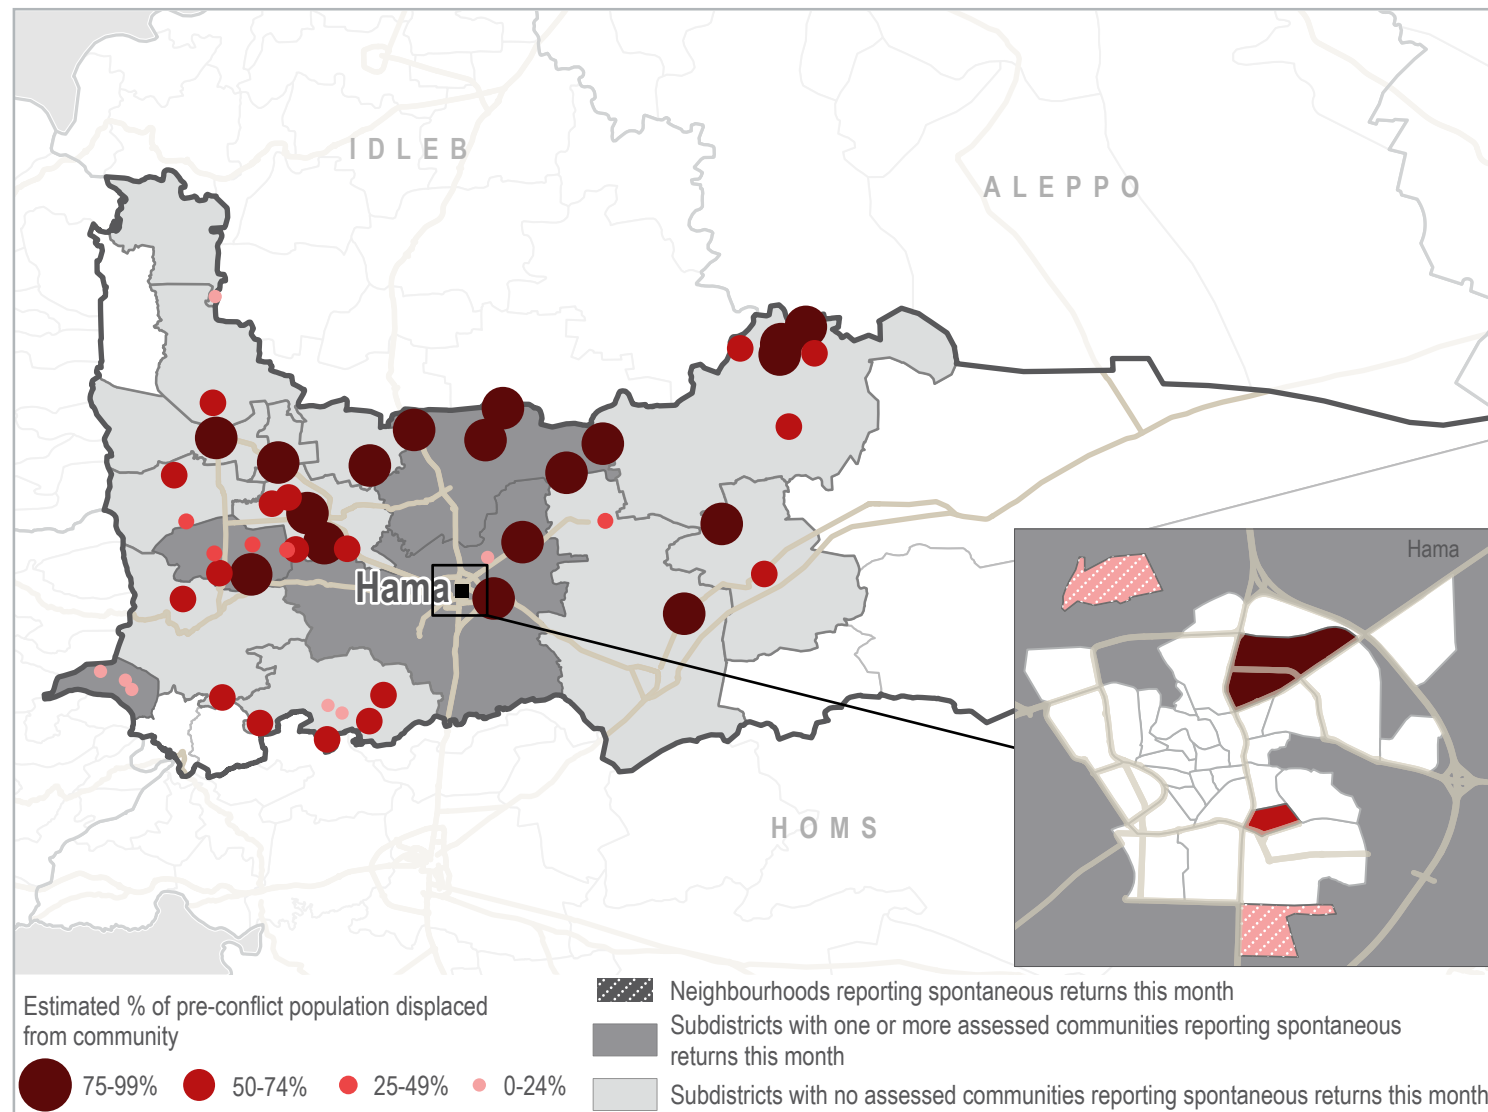 IDLEB
ALEPPO
Hama
Hama
HOMS
Estimated % of pre-conflict population displaced
from community
75-99%
50-74%
25-49%
0-24%
Neighbourhoods reporting spontaneous returns this month
Subdistricts with one or more assessed communities reporting spontaneous
returns this month
Subdistricts with no assessed communities reporting spontaneous returns this month